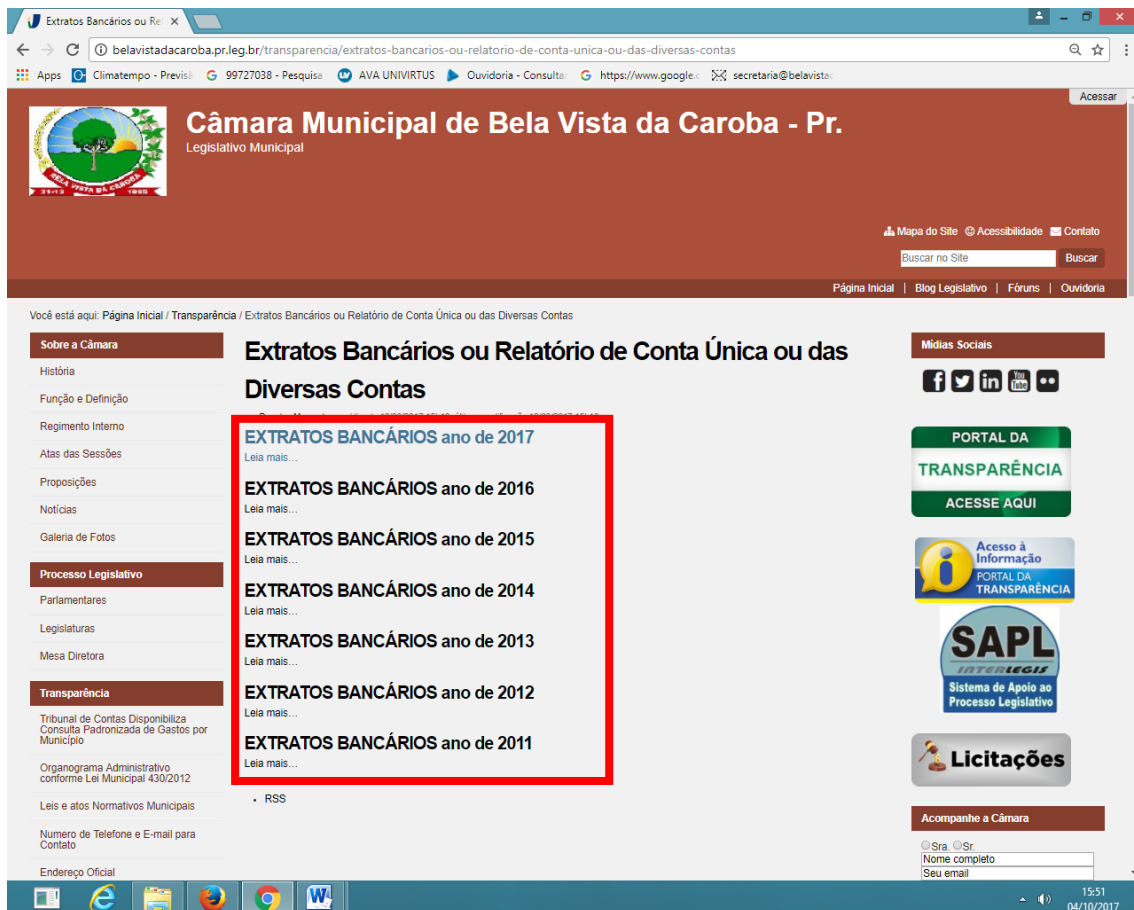 Extratos Bancários ou Re
belavistadacaroba.pr.leg.br/transparencia/extratos-bancarios-ou-relatorio-de-conta-unica-ou-das-diversas-contas
Apps Climatempo - Previsã 99727038 - Pesquisa AVA UNIVIRTUS Ouvidoria - Consulta https://www.google.c secretaria@belavista
Acessar
Câmara Municipal de Bela Vista da Caroba - Pr.
Legislativo Municipal
BELA VISTA DA CAROBA
Mapa do Site Acessibilidade Contato
Buscar no Site Buscar
Página Inicial | Blog Legislativo | Fóruns | Ouvidoria
Você está aqui: Página Inicial / Transparência / Extratos Bancários ou Relatório de Conta Única ou das Diversas Contas
Sobre a Câmara
História
Função e Definição
Regimento Interno
Atas das Sessões
Proposições
Notícias
Galeria de Fotos
Processo Legislativo
Parlamentares
Legislaturas
Mesa Diretora
Transparência
Tribunal de Contas Disponibiliza
Consulta Padronizada de Gastos por
Município
Organograma Administrativo
conforme Lei Municipal 430/2012
Leis e atos Normativos Municipais
Numero de Telefone e E-mail para
Contato
Endereço Oficial
Extratos Bancários ou Relatório de Conta Única ou das
Diversas Contas
EXTRATOS BANCÁRIOS ano de 2017
Leia mais…
EXTRATOS BANCÁRIOS ano de 2016
Leia mais…
EXTRATOS BANCÁRIOS ano de 2015
Leia mais…
EXTRATOS BANCÁRIOS ano de 2014
Leia mais…
EXTRATOS BANCÁRIOS ano de 2013
Leia mais…
EXTRATOS BANCÁRIOS ano de 2012
Leia mais…
EXTRATOS BANCÁRIOS ano de 2011
Leia mais…
RSS
Mídias Sociais
You
Tube
PORTAL DA
TRANSPARÊNCIA
ACESSE AQUI
Acesso à
Informação
PORTAL DA
TRANSPARÊNCIA
SAPL
INTERLEGIS
Sistema de Apoio ao
Processo Legislativo
Licitações
Acompanhe a Câmara
Sra. Sr.
Nome completo
Seu email
15:51
04/10/2017